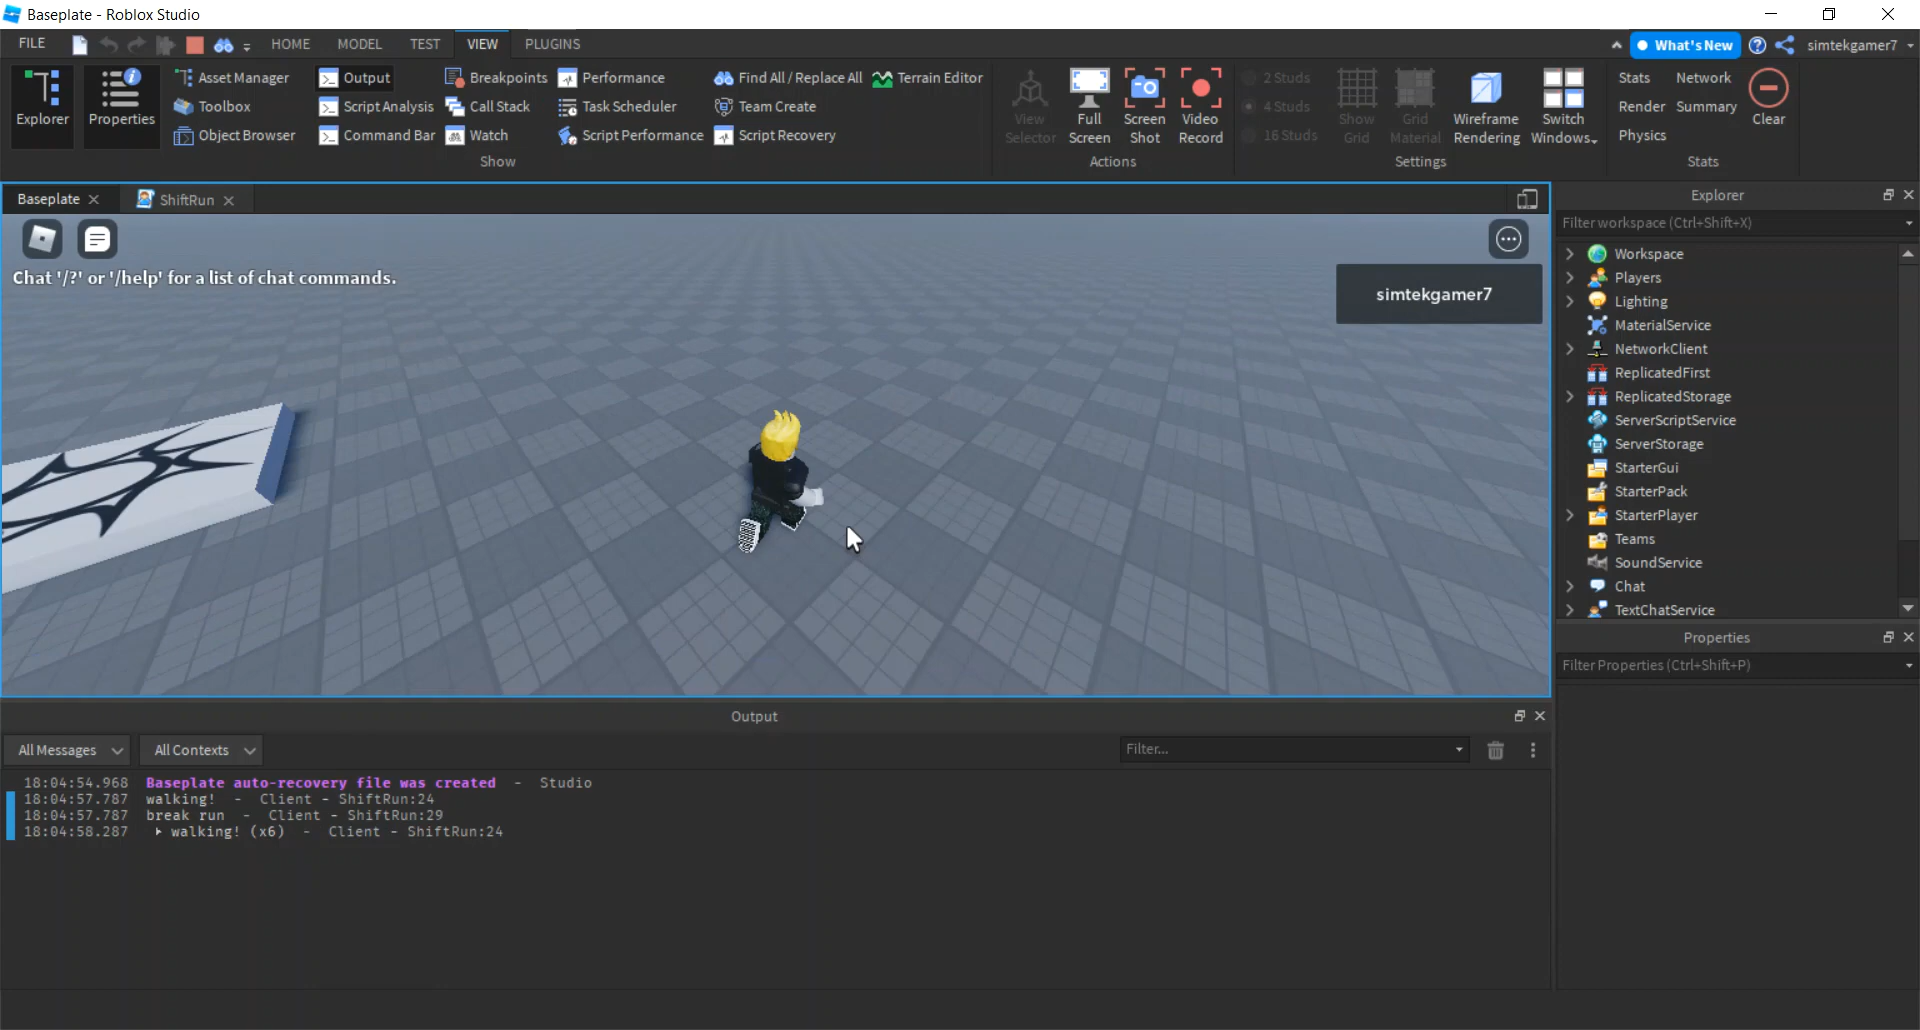 Baseplate - Roblox Studio
FILE HOME MODEL TEST VIEW PLUGINS What's New simtekgamer7
Explorer
Properties
Asset Manager
Toolbox
Object Browser
Output
Script Analysis
Command Bar
Breakpoints
Call Stack
Watch
Performance
Task Scheduler
Script Performance
Find All / Replace All
Team Create
Script Recovery
Terrain Editor
Show
View
Selector
Full
Screen
Screen
Shot
Video
Record
Actions
2 Studs
4 Studs
16 Studs
Show
Grid
Grid
Material
Wireframe
Rendering
Switch
Windows
Settings
Stats Network
Render Summary
Physics
Clear
Stats
Baseplate
ShiftRun
Chat '/?' or '/help' for a list of chat commands.
simtekgamer7
Explorer
Filter workspace (Ctrl+Shift+X)
Workspace
Players
Lighting
MaterialService
NetworkClient
ReplicatedFirst
ReplicatedStorage
ServerScriptService
ServerStorage
StarterGui
StarterPack
StarterPlayer
Teams
SoundService
Chat
TextChatService
Properties
Filter Properties (Ctrl+Shift+P)
Output
All Messages
All Contexts
Filter...
18:04:54.968 Baseplate auto-recovery file was created - Studio
18:04:57.787 walking! - Client - ShiftRun:24
18:04:57.787 break run - Client - ShiftRun:29
18:04:58.287 walking! (x6) - Client - ShiftRun:24